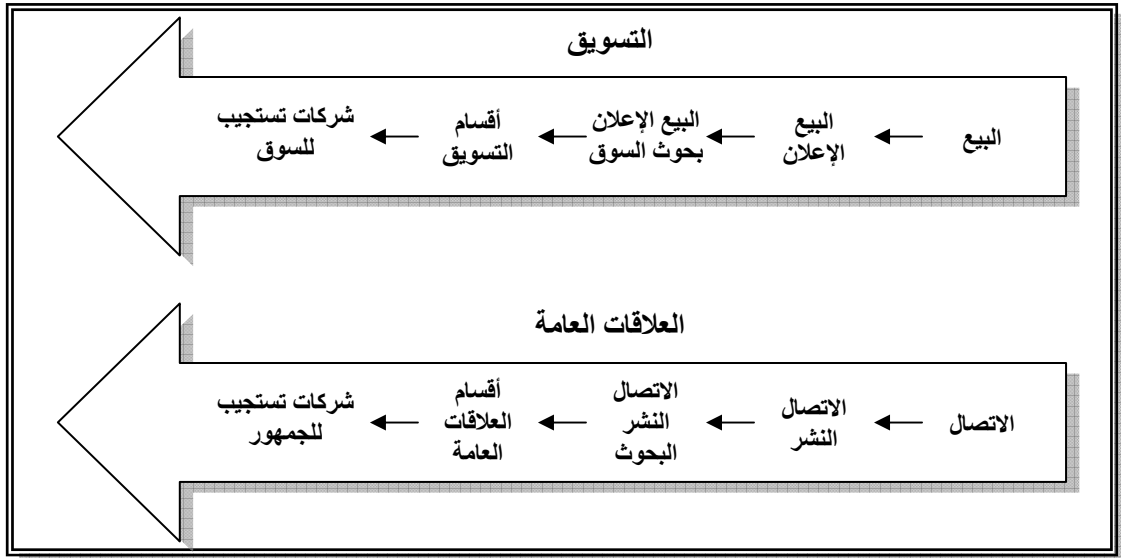 التسويق
البيع
البيع
الإعلان
البيع الإعلان
بحوث السوق
أقسام
التسويق
شركات تستجيب
للسوق
العلاقات العامة
الاتصال
الاتصال
النشر
الاتصال
النشر
البحوث
أقسام
العلاقات
العامة
شركات تستجيب
للجمهور